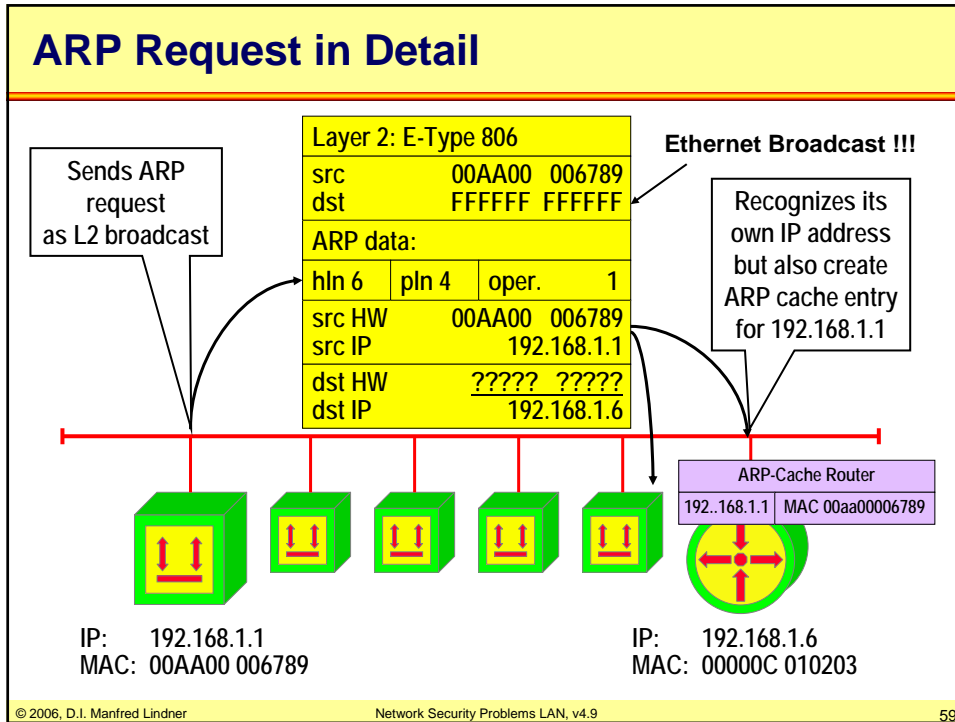 ARP Request in Detail
Sends ARP
request
as L2 broadcast
Layer 2: E-Type 806
src 00AA00 006789
dst FFFFFF FFFFFF
ARP data:
hln 6 pln 4 oper. 1
src HW 00AA00 006789
src IP 192.168.1.1
dst HW ????? ?????
dst IP 192.168.1.6
Ethernet Broadcast !!!
Recognizes its
own IP address
but also create
ARP cache entry
for 192.168.1.1
ARP-Cache Router
192..168.1.1 MAC 00aa00006789
IP: 192.168.1.1
MAC: 00AA00 006789
IP: 192.168.1.6
MAC: 00000C 010203
© 2006, D.I. Manfred Lindner
Network Security Problems LAN, v4.9
59